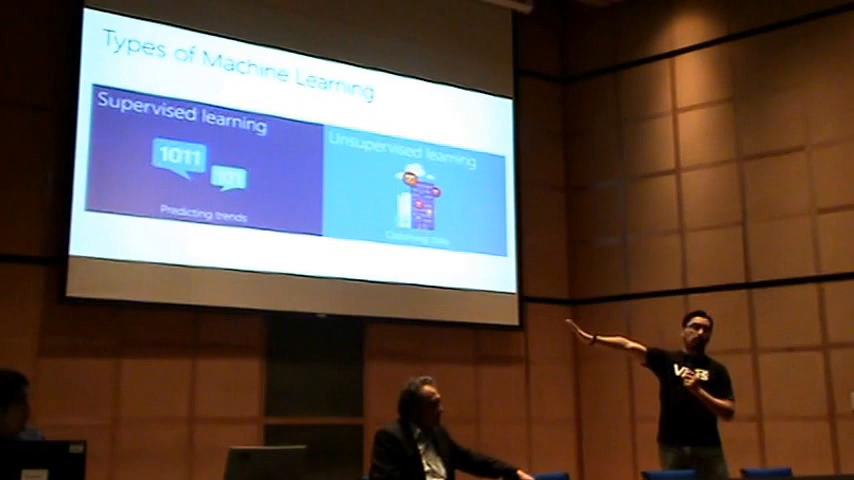 Types of Machine Learning
Supervised learning
Unsupervised learning
1011
Predicting trends